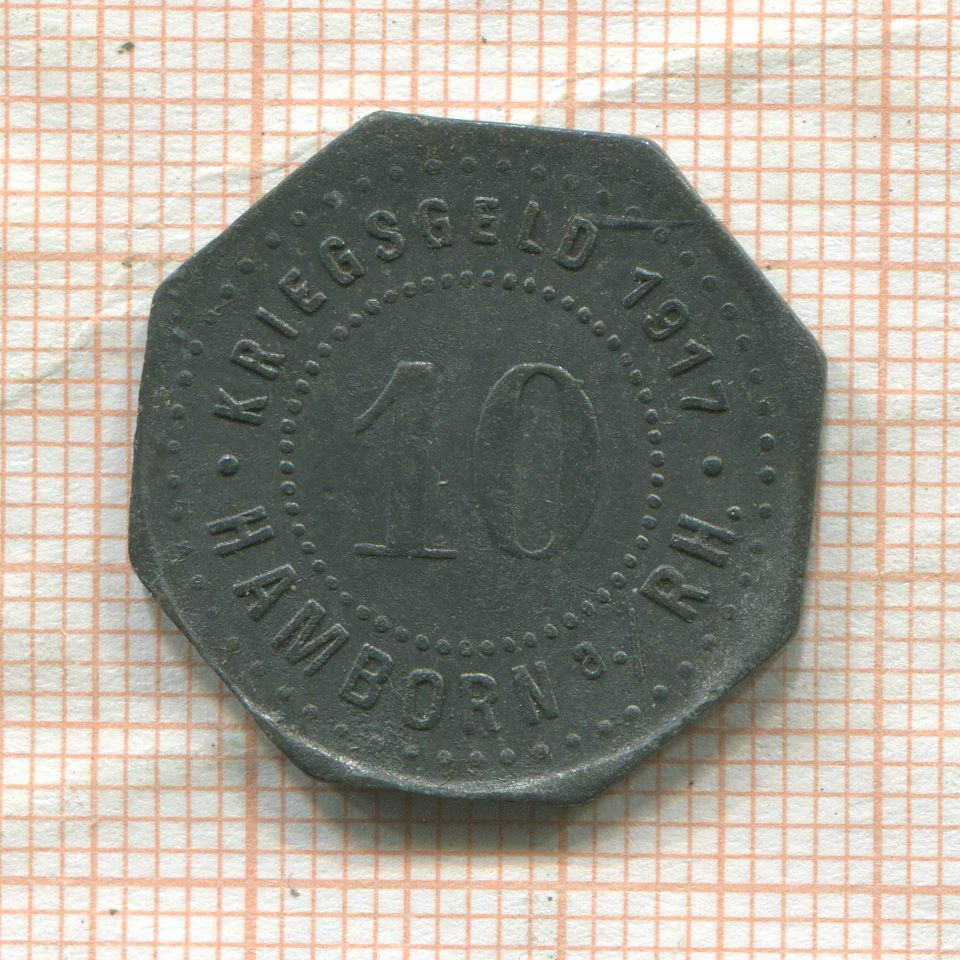 KRIEGSGELD 1917
10
HAMBORN a./RH.